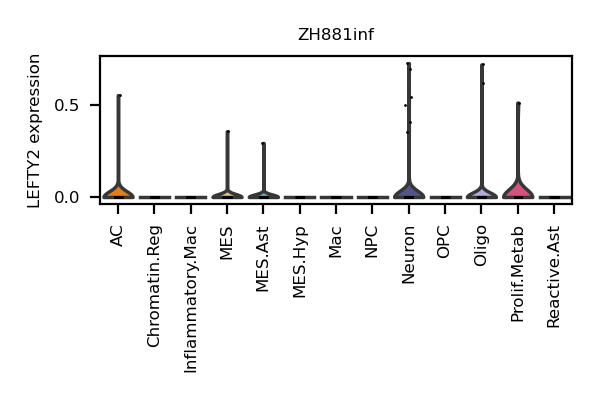 ZH881inf
LEFTY2 expression
0.5
0.0
AC
Chromatin.Reg
Inflammatory.Mac
MES
MES.Ast
MES.Hyp
Mac
NPC
Neuron
OPC
Oligo
Prolif.Metab
Reactive.Ast